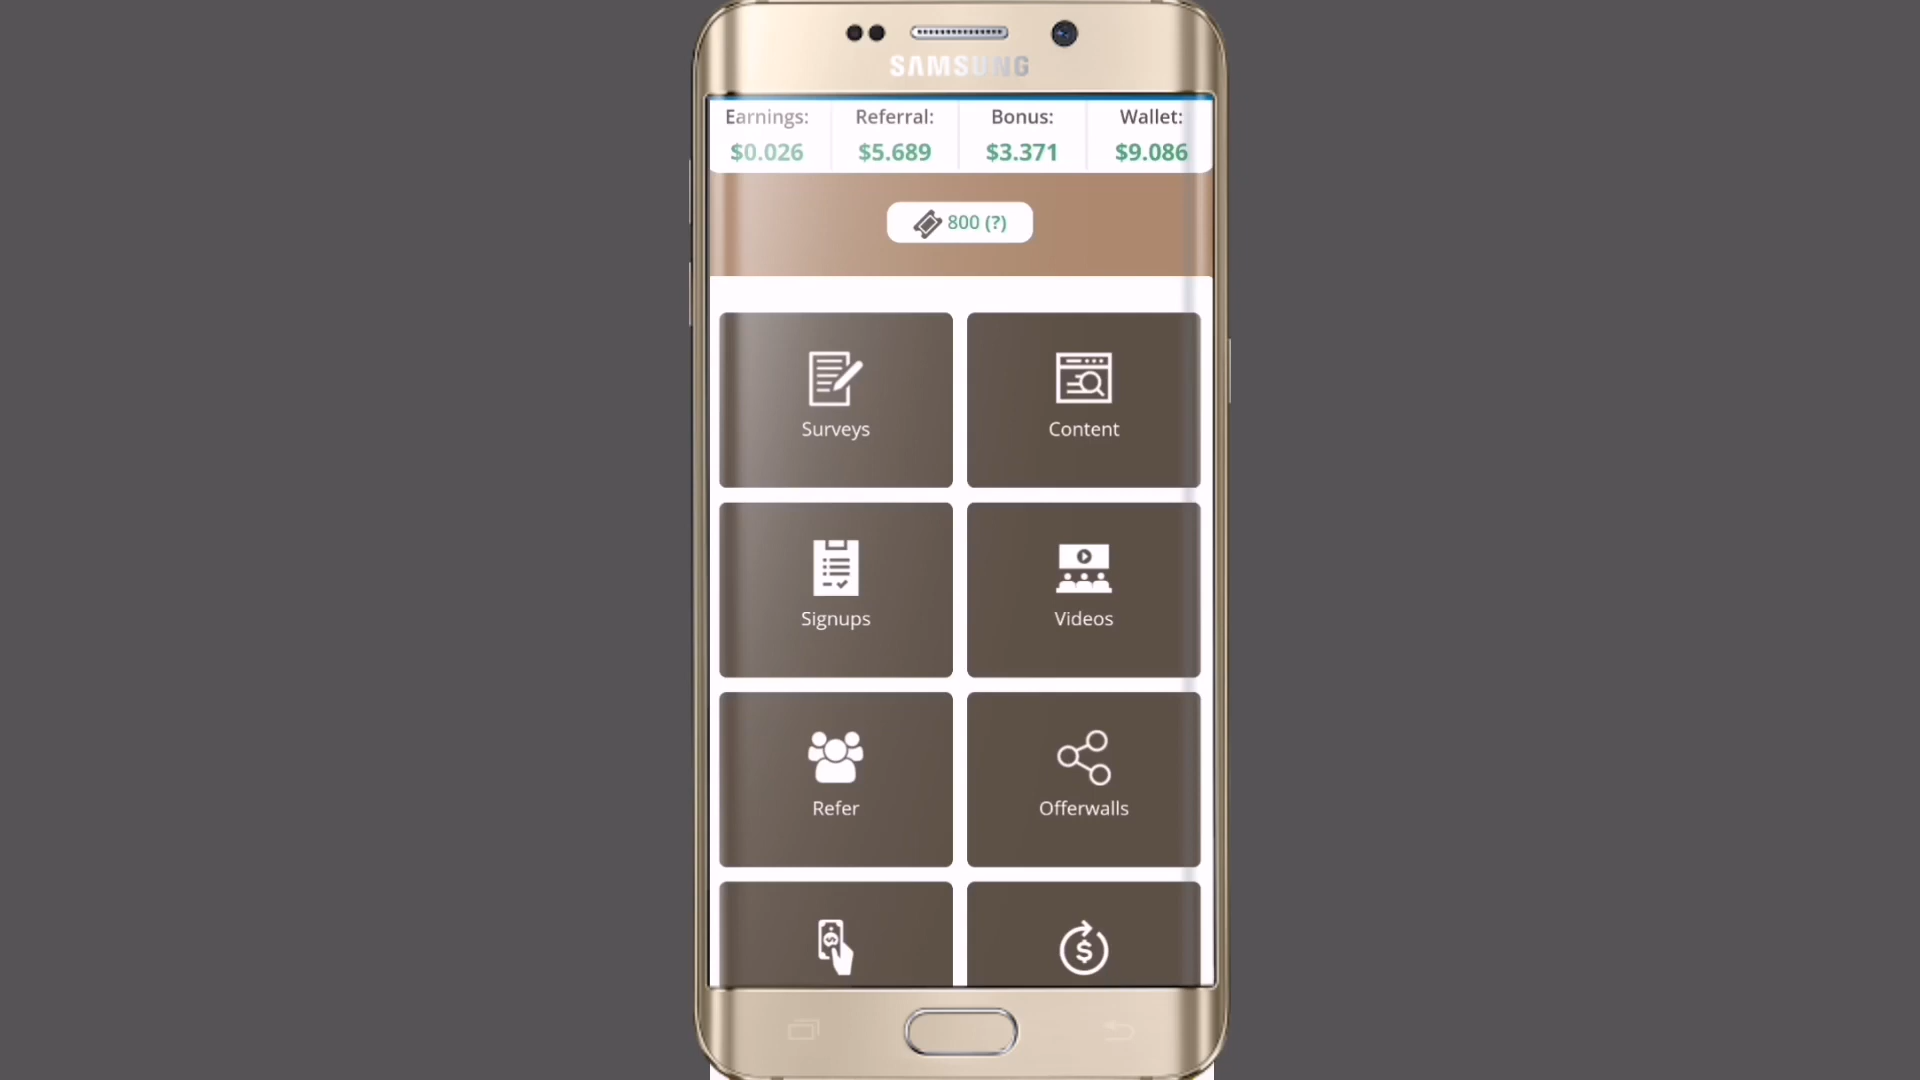 SAMSUNG
Earnings: Referral: Bonus: Wallet:
$0.026 $5.689 $3.371 $9.086
800 (?)
Surveys Content
Signups Videos
Refer Offerwalls